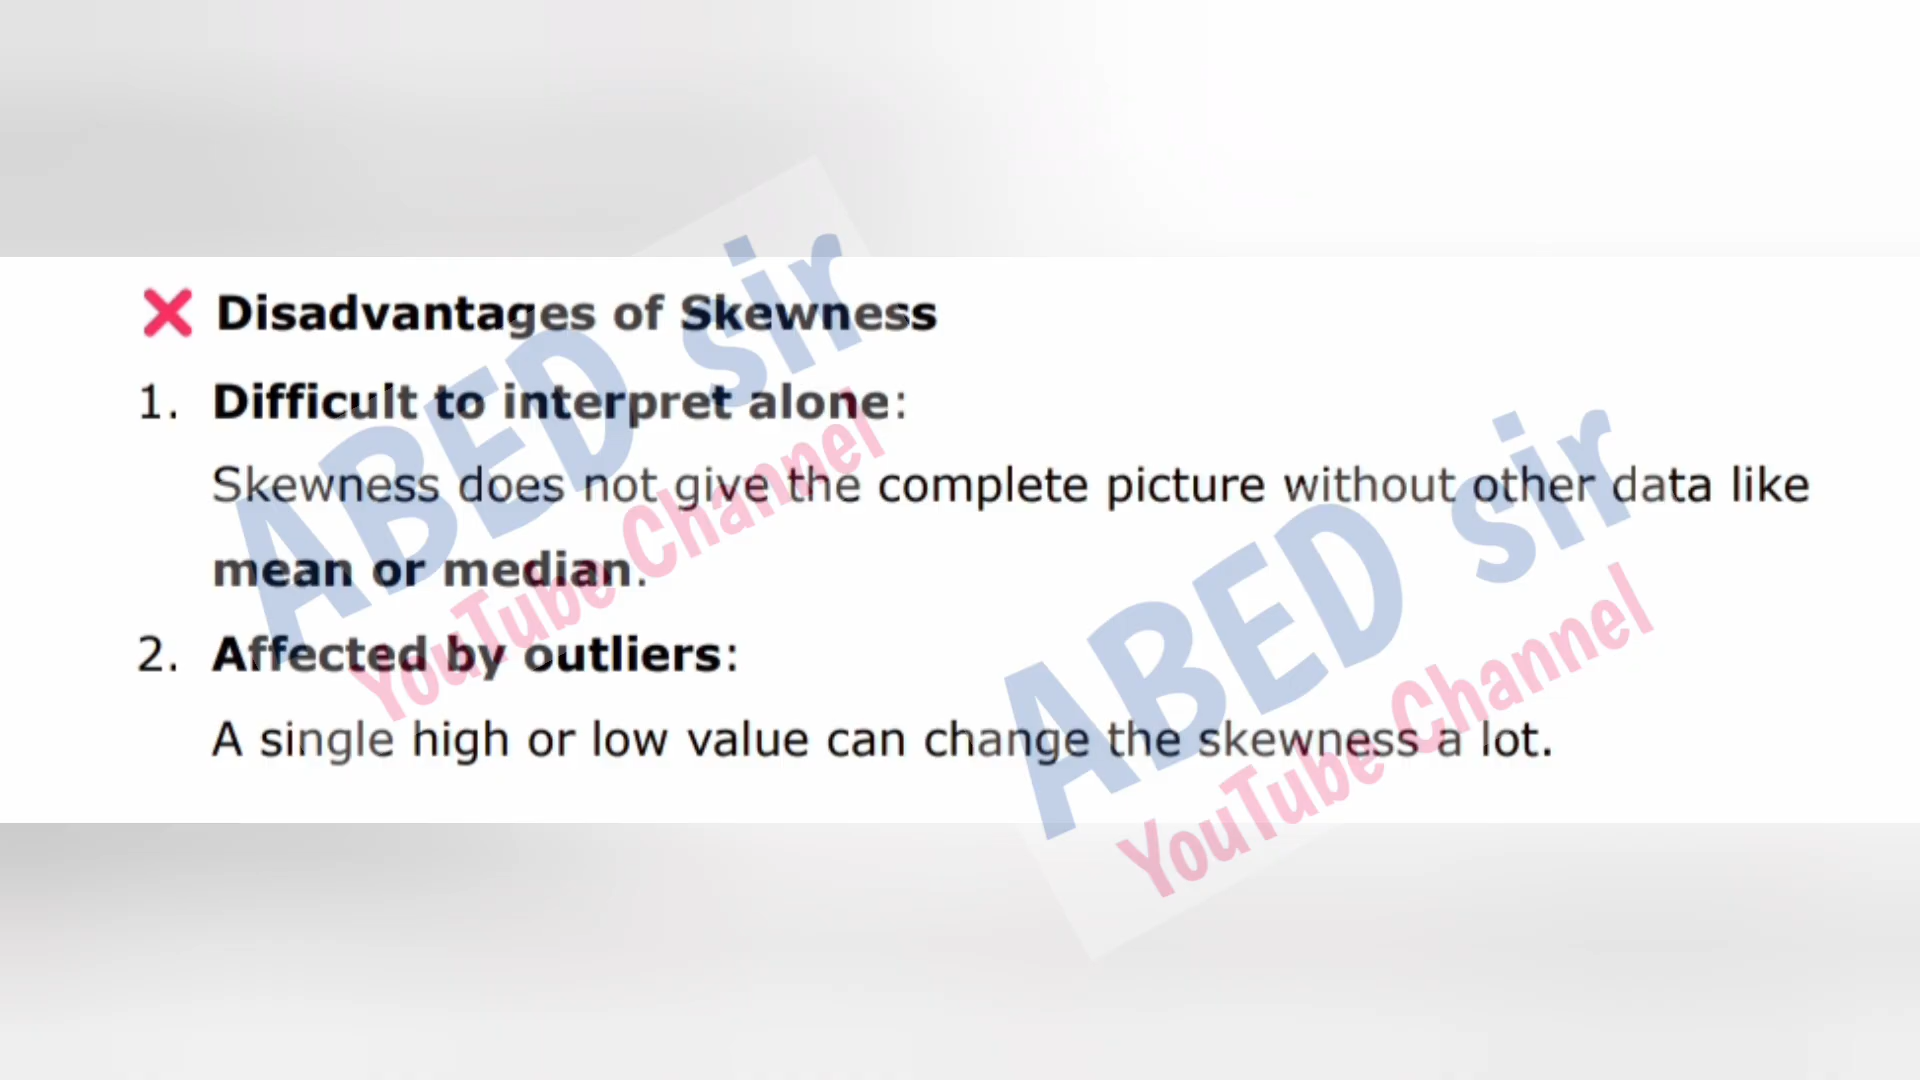 ❌ Disadvantages of Skewness
1. Difficult to interpret alone:
Skewness does not give the complete picture without other data like
mean or median.
2. Affected by outliers:
A single high or low value can change the skewness a lot.
ABED sir
YouTube Channel
ABED sir
YouTube Channel